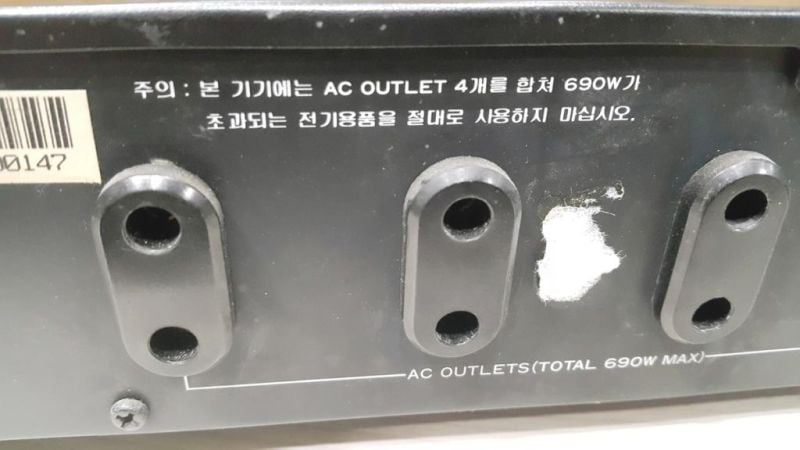 주의 : 본 기기에는 AC OUTLET 4개를 합쳐 690W가
초과되는 전기용품을 절대로 사용하지 마십시오.
00147
AC OUTLETS(TOTAL 690W MAX)